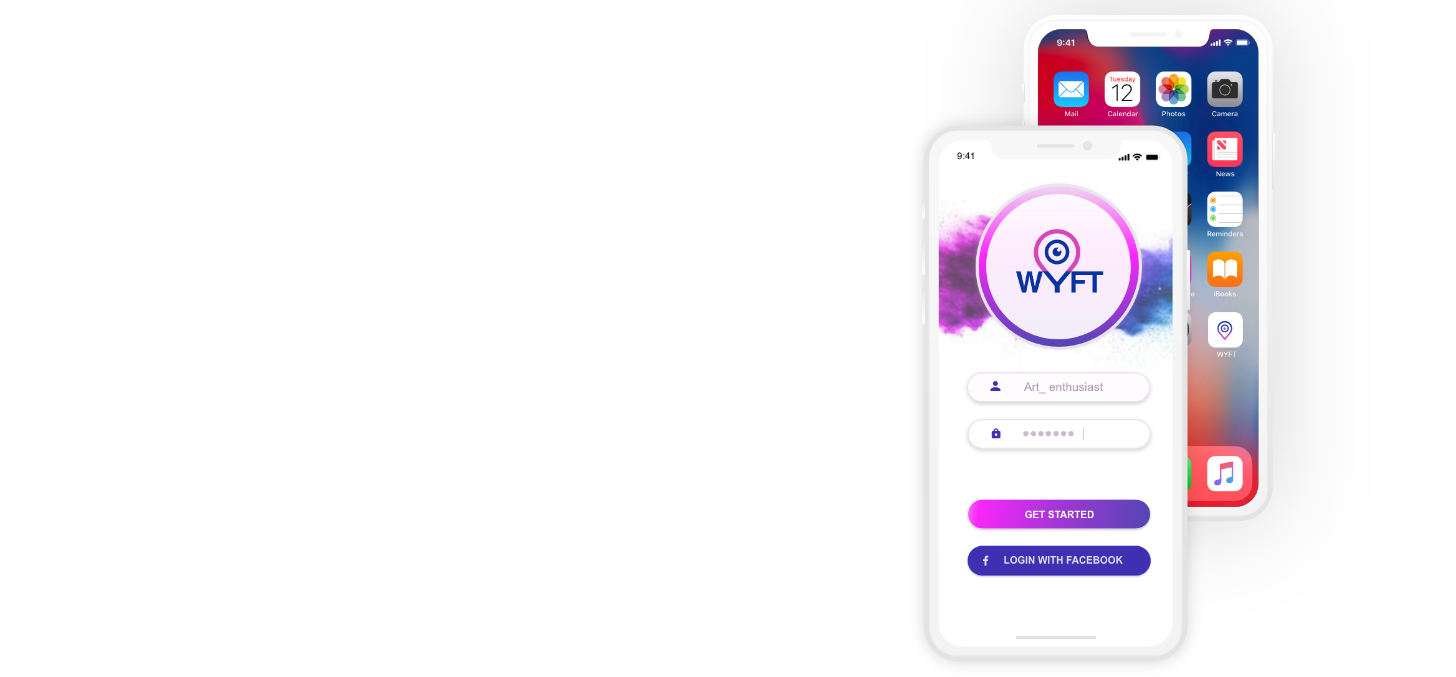 9:41
Tuesday
12
Mail
Calendar
Photos
Camera
News
Reminders
iBooks
WYFT
9:41
WYFT
Art_ enthusiast
GET STARTED
f LOGIN WITH FACEBOOK